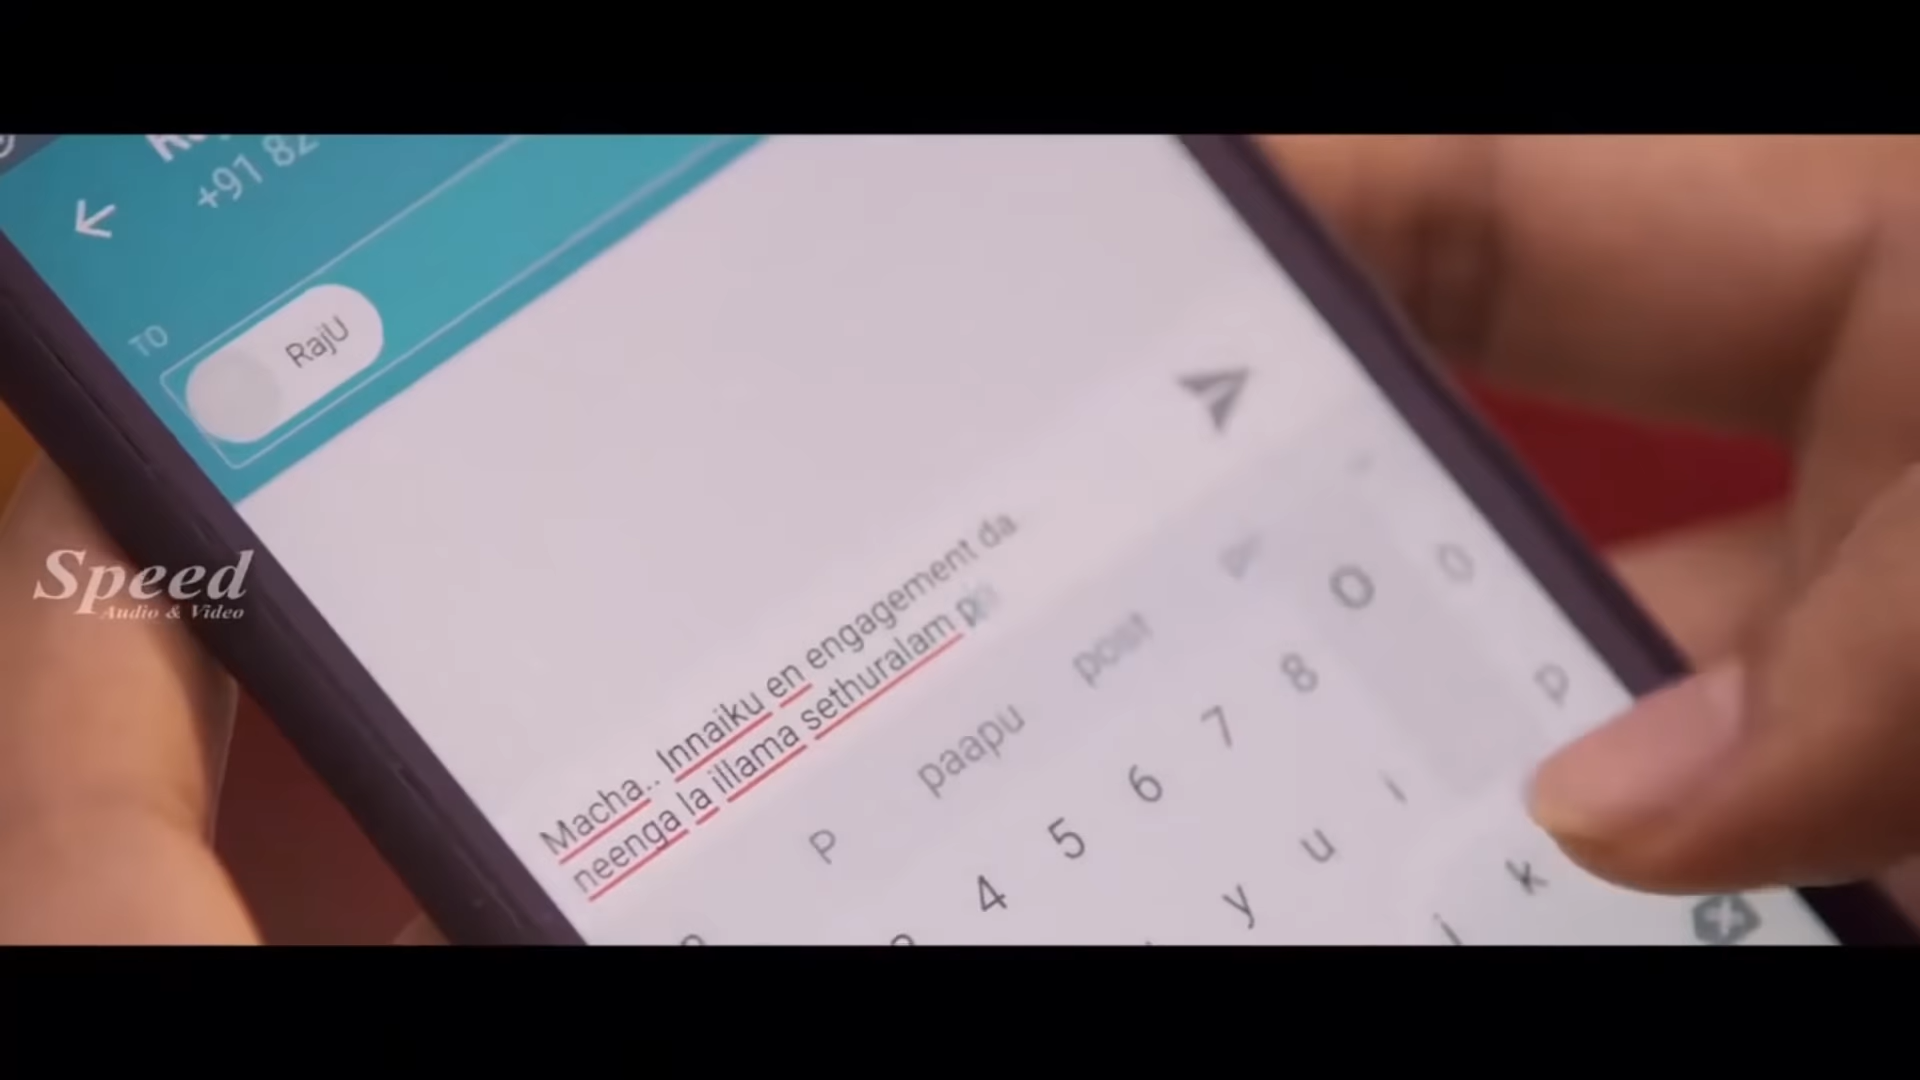 +91 82
TO
RajU
Macha.. Innaiku en engagement da
neenga la illama sethuralam p
P paapu post
4 5 6 7 8 O
y u i O p
j k
Speed
Audio & Video